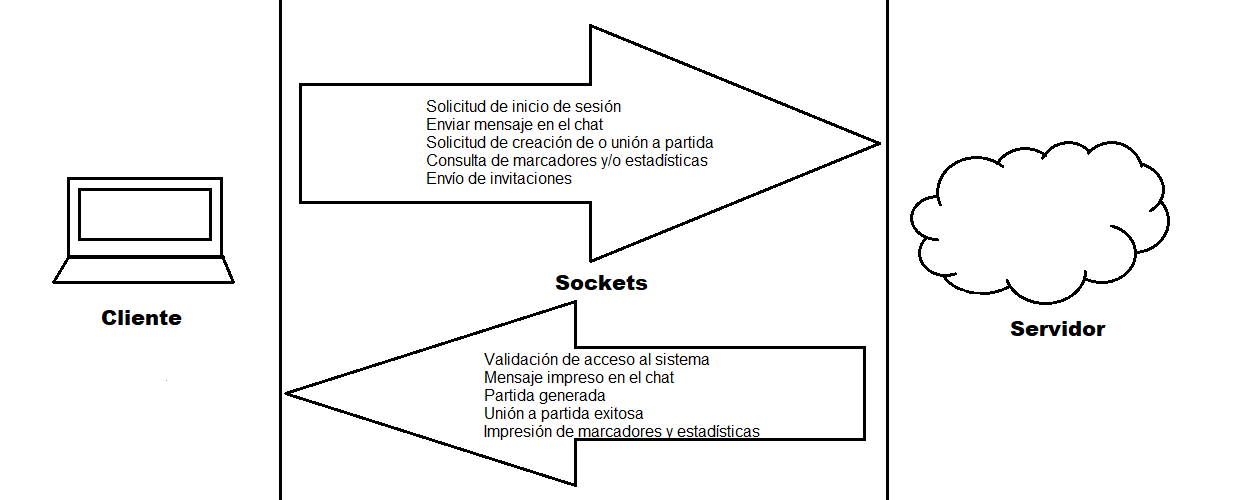 Solicitud de inicio de sesión
Enviar mensaje en el chat
Solicitud de creación de o unión a partida
Consulta de marcadores y/o estadísticas
Envío de invitaciones
Sockets
Cliente
Servidor
Validación de acceso al sistema
Mensaje impreso en el chat
Partida generada
Unión a partida exitosa
Impresión de marcadores y estadísticas